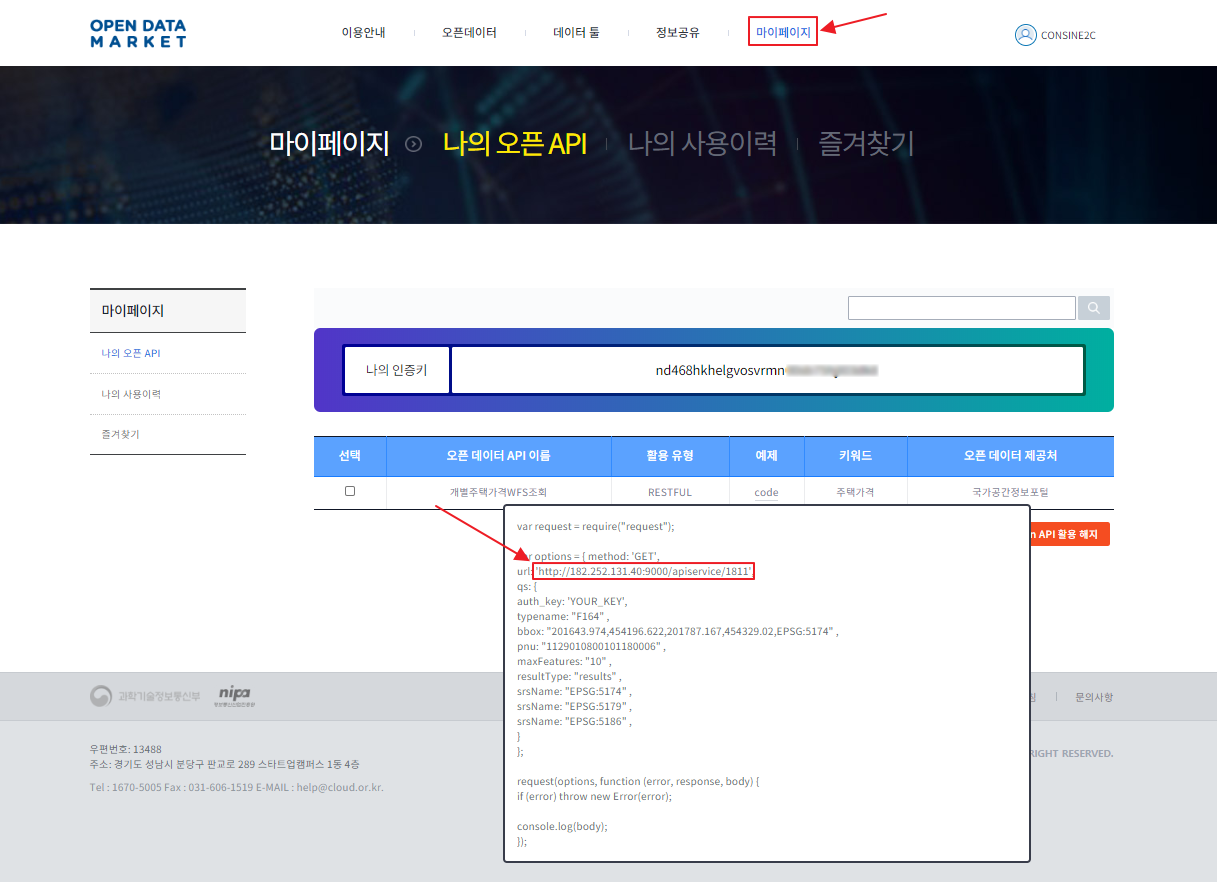 OPEN DATA
MARKET
이용안내
오픈데이터
데이터 툴
정보공유
마이페이지
CONSINE2C
마이페이지
나의 오픈 API
나의 사용이력
즐겨찾기
마이페이지
나의 오픈 API
나의 사용이력
즐겨찾기
나의 인증키
nd468hkhelgvosvrmn
선택
오픈 데이터 API 이름
활용 유형
예제
키워드
오픈 데이터 제공처
개별주택가격WFS조회
RESTFUL
code
주택가격
국가공간정보포털
n API 활용 해지
var request = require("request");
r options = { method: 'GET',
url: 'http://182.252.131.40:9000/apiservice/1811',
qs: {
auth_key: 'YOUR_KEY',
typename: "F164" ,
bbox: "201643.974,454196.622,201787.167,454329.02,EPSG:5174" ,
pnu: "1129010800101180006" ,
maxFeatures: "10" ,
resultType: "results" ,
srsName: "EPSG:5174" ,
srsName: "EPSG:5179" ,
srsName: "EPSG:5186" ,
}
};
request(options, function (error, response, body) {
if (error) throw new Error(error);
console.log(body);
});
과학기술정보통신부
nipa
문의사항
우편번호: 13488
주소: 경기도 성남시 분당구 판교로 289 스타트업캠퍼스 1동 4층
Tel : 1670-5005 Fax : 031-606-1519 E-MAIL : help@cloud.or.kr.
RIGHT RESERVED.